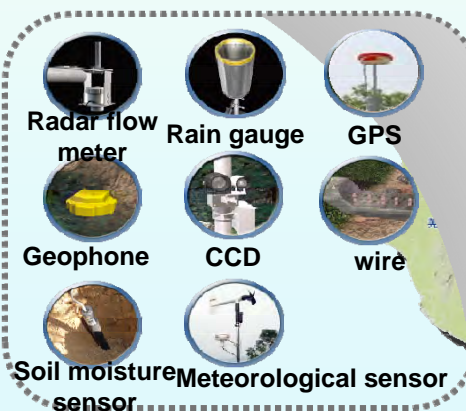 Radar flow
meter
Rain gauge
GPS
Geophone
CCD
wire
Soil moisture
sensor
Meteorological sensor